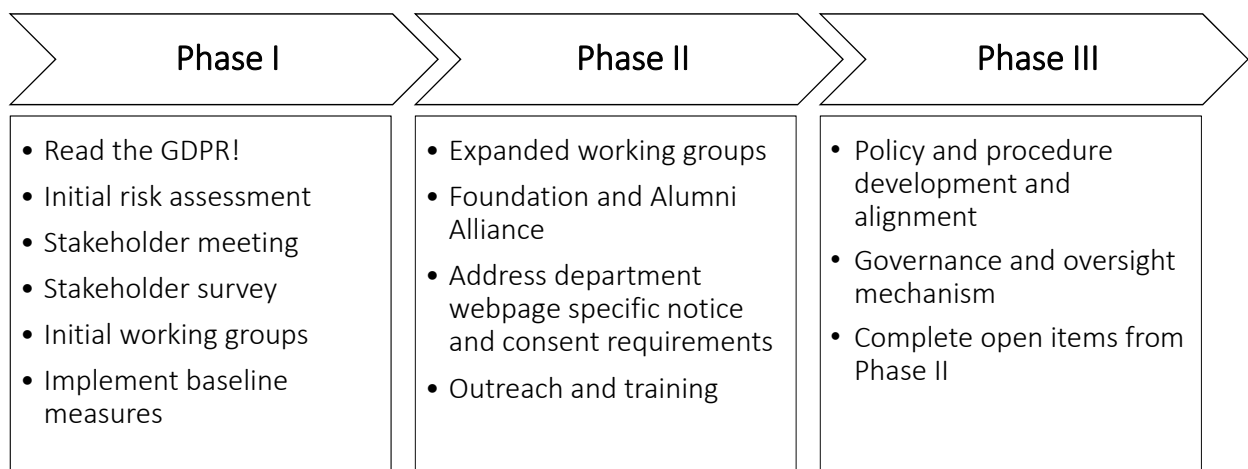 Phase I
• Read the GDPR!
• Initial risk assessment
• Stakeholder meeting
• Stakeholder survey
• Initial working groups
• Implement baseline
measures
Phase II
• Expanded working groups
• Foundation and Alumni
Alliance
• Address department
webpage specific notice
and consent requirements
• Outreach and training
Phase III
• Policy and procedure
development and
alignment
• Governance and oversight
mechanism
• Complete open items from
Phase II